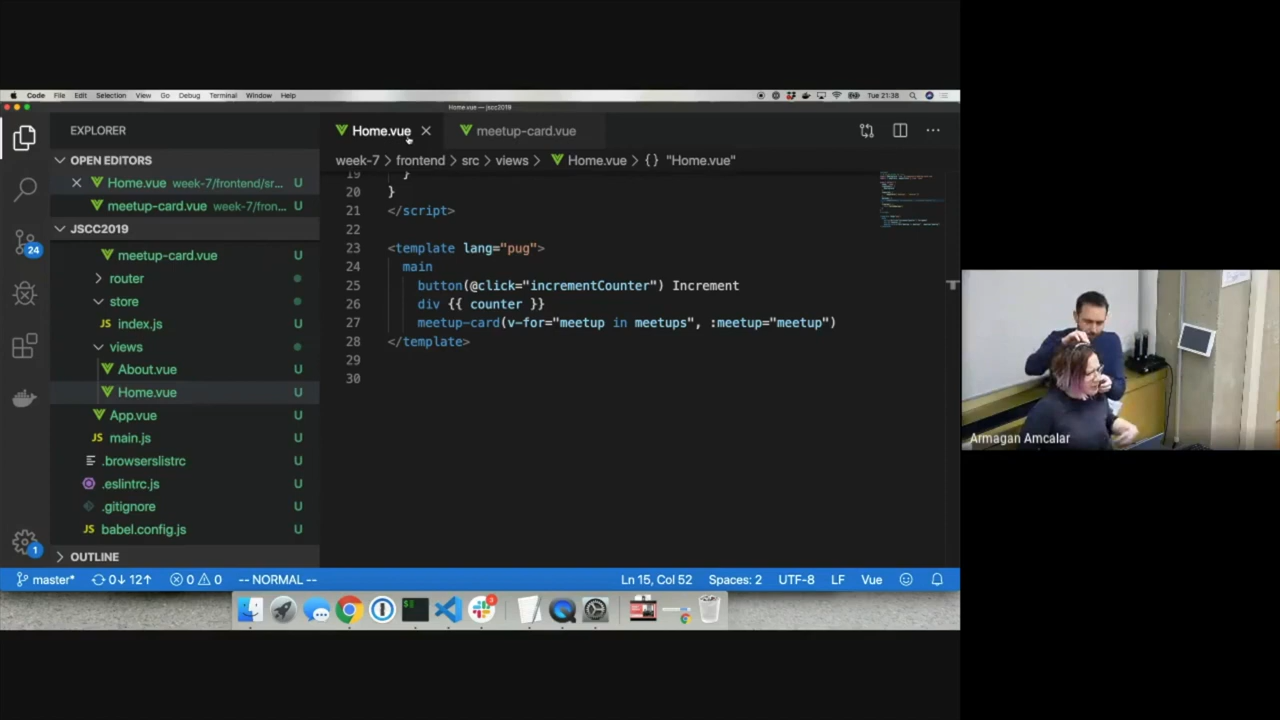 Code File Edit Selection View Go Debug Terminal Window Help
Tue 21:38
Home.vue — jscc2019
EXPLORER
Home.vue
meetup-card.vue
OPEN EDITORS
week-7 > frontend > src > views > Home.vue > {} "Home.vue"
Home.vue week-7/frontend/sr... U
meetup-card.vue week-7/fron... U
JSCC2019
meetup-card.vue U
router
store
index.js U
views
About.vue U
Home.vue U
App.vue U
main.js U
.browserslistrc U
.eslintrc.js U
.gitignore U
babel.config.js U
OUTLINE
24
1
19 }
20 }
21 </script>
22
23 <template lang="pug">
24 main
25 button(@click="incrementCounter") Increment
26 div {{ counter }}
27 meetup-card(v-for="meetup in meetups", :meetup="meetup")
28 </template>
29
30
master* 0↓ 12↑ 0 0 -- NORMAL -- Ln 15, Col 52 Spaces: 2 UTF-8 LF Vue
Armagan Amcalar